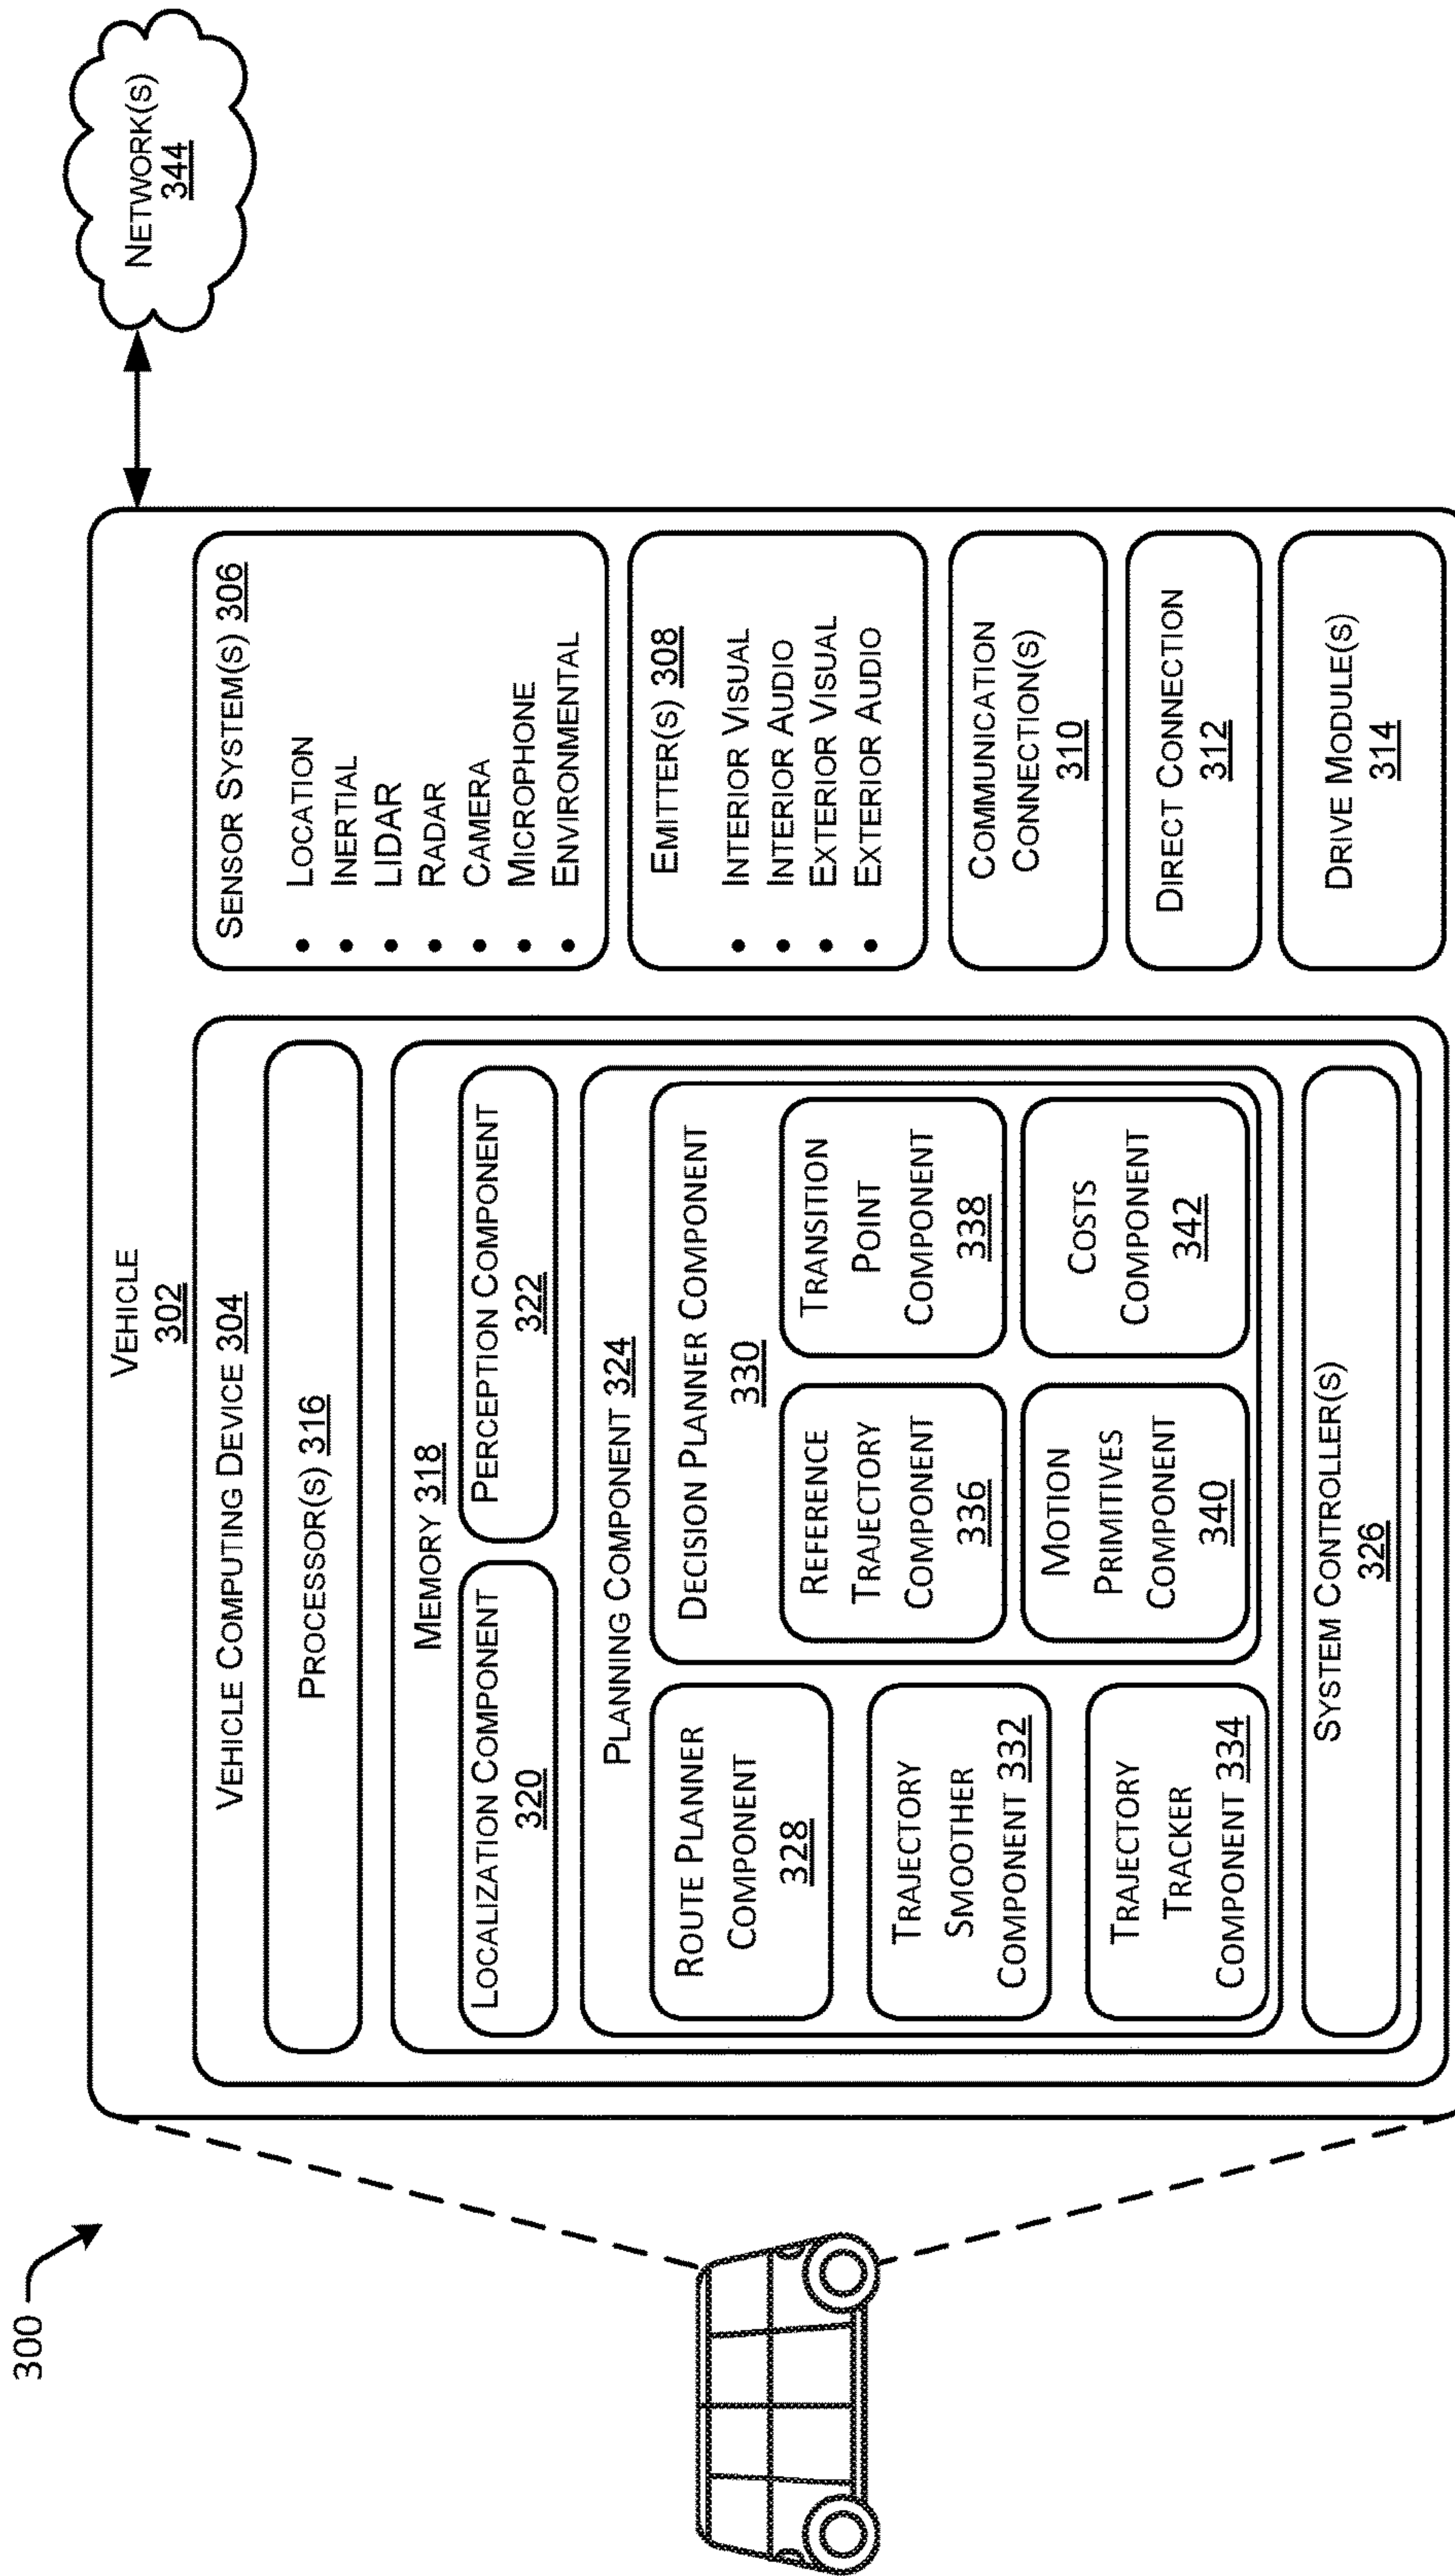 300
VEHICLE
302
VEHICLE COMPUTING DEVICE 304
PROCESSOR(S) 316
MEMORY 318
LOCALIZATION COMPONENT
320
PERCEPTION COMPONENT
322
PLANNING COMPONENT 324
ROUTE PLANNER
COMPONENT
328
TRAJECTORY
SMOOTHER
COMPONENT 332
TRAJECTORY
TRACKER
COMPONENT 334
DECISION PLANNER COMPONENT
330
REFERENCE
TRAJECTORY
COMPONENT
336
TRANSITION
POINT
COMPONENT
338
MOTION
PRIMITIVES
COMPONENT
340
COSTS
COMPONENT
342
SYSTEM CONTROLLER(S)
326
SENSOR SYSTEM(S) 306
• LOCATION
• INERTIAL
• LIDAR
• RADAR
• CAMERA
• MICROPHONE
• ENVIRONMENTAL
EMITTER(S) 308
• INTERIOR VISUAL
• INTERIOR AUDIO
• EXTERIOR VISUAL
• EXTERIOR AUDIO
COMMUNICATION
CONNECTION(S)
310
DIRECT CONNECTION
312
DRIVE MODULE(S)
314
NETWORK(S)
344